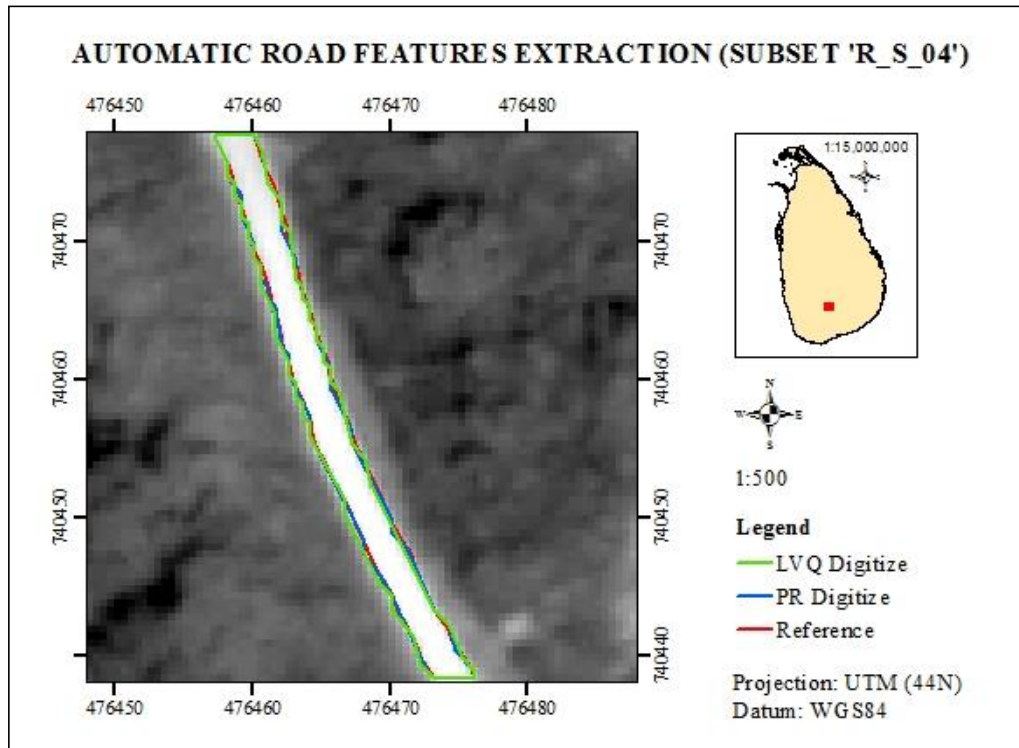 AUTOMATIC ROAD FEATURES EXTRACTION (SUBSET 'R_S_04')
476450 476460 476470 476480
740470 740470
740460 740460
740450 740450
740440 740440
476450 476460 476470 476480
1:15,000,000
N
W E
S
1:500
Legend
LVQ Digitize
PR Digitize
Reference
Projection: UTM (44N)
Datum: WGS84